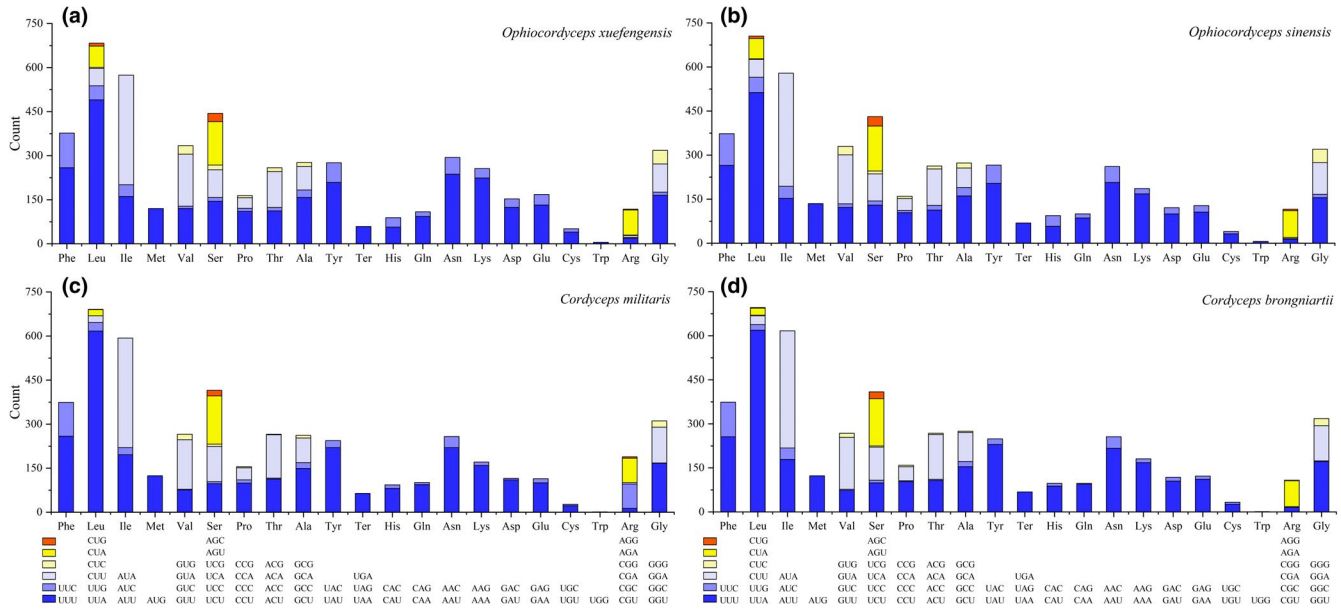 (a)
Ophiocordyceps xuefengensis
750
600
450
300
150
0
Count
Phe Leu Ile Met Val Ser Pro Thr Ala Tyr Ter His Gln Asn Lys Asp Glu Cys Trp Arg Gly
(b)
Ophiocordyceps sinensis
750
600
450
300
150
0
Phe Leu Ile Met Val Ser Pro Thr Ala Tyr Ter His Gln Asn Lys Asp Glu Cys Trp Arg Gly
(c)
Cordyceps militaris
750
600
450
300
150
0
Count
Phe Leu Ile Met Val Ser Pro Thr Ala Tyr Ter His Gln Asn Lys Asp Glu Cys Trp Arg Gly
CUG AGC AGG
CUA AGU AGA
CUC GUG UCG CCG ACG GCG CGG GGG
CUU AUA GUA UCA CCA ACA GCA UGA CGA GGA
UUC UUG AUC GUC UCC CCC ACC GCC UAC UAG CAC CAG AAC AAG GAC GAG UGC CGC GGC
UUU UUA AUU AUG GUU UCU CCU ACU GCU UAU UAA CAU CAA AAU AAA GAU GAA UGU UGG CGU GGU
(d)
Cordyceps brongniartii
750
600
450
300
150
0
Phe Leu Ile Met Val Ser Pro Thr Ala Tyr Ter His Gln Asn Lys Asp Glu Cys Trp Arg Gly
CUG AGC AGG
CUA AGU AGA
CUC GUG UCG CCG ACG GCG CGG GGG
CUU AUA GUA UCA CCA ACA GCA UGA CGA GGA
UUC UUG AUC GUC UCC CCC ACC GCC UAC UAG CAC CAG AAC AAG GAC GAG UGC CGC GGC
UUU UUA AUU AUG GUU UCU CCU ACU GCU UAU UAA CAU CAA AAU AAA GAU GAA UGU UGG CGU GGU